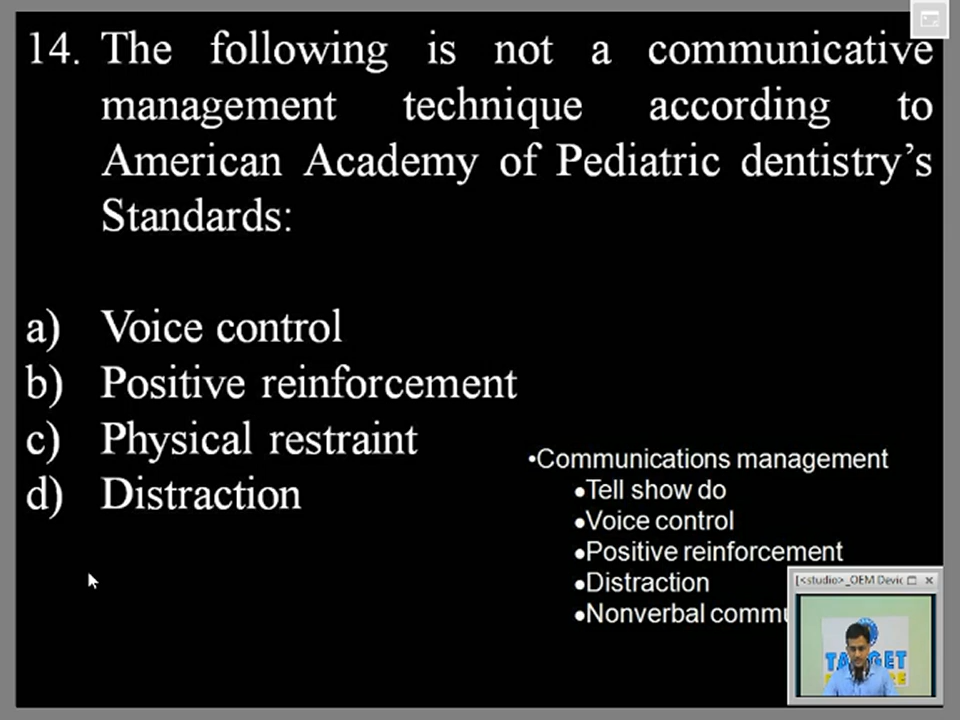 14. The following is not a communicative
management technique according to
American Academy of Pediatric dentistry’s
Standards:
a) Voice control
b) Positive reinforcement
c) Physical restraint
d) Distraction
•Communications management
●Tell show do
●Voice control
●Positive reinforcement
●Distraction
●Nonverbal commu
[<studio>_OEM Devic
TARGET